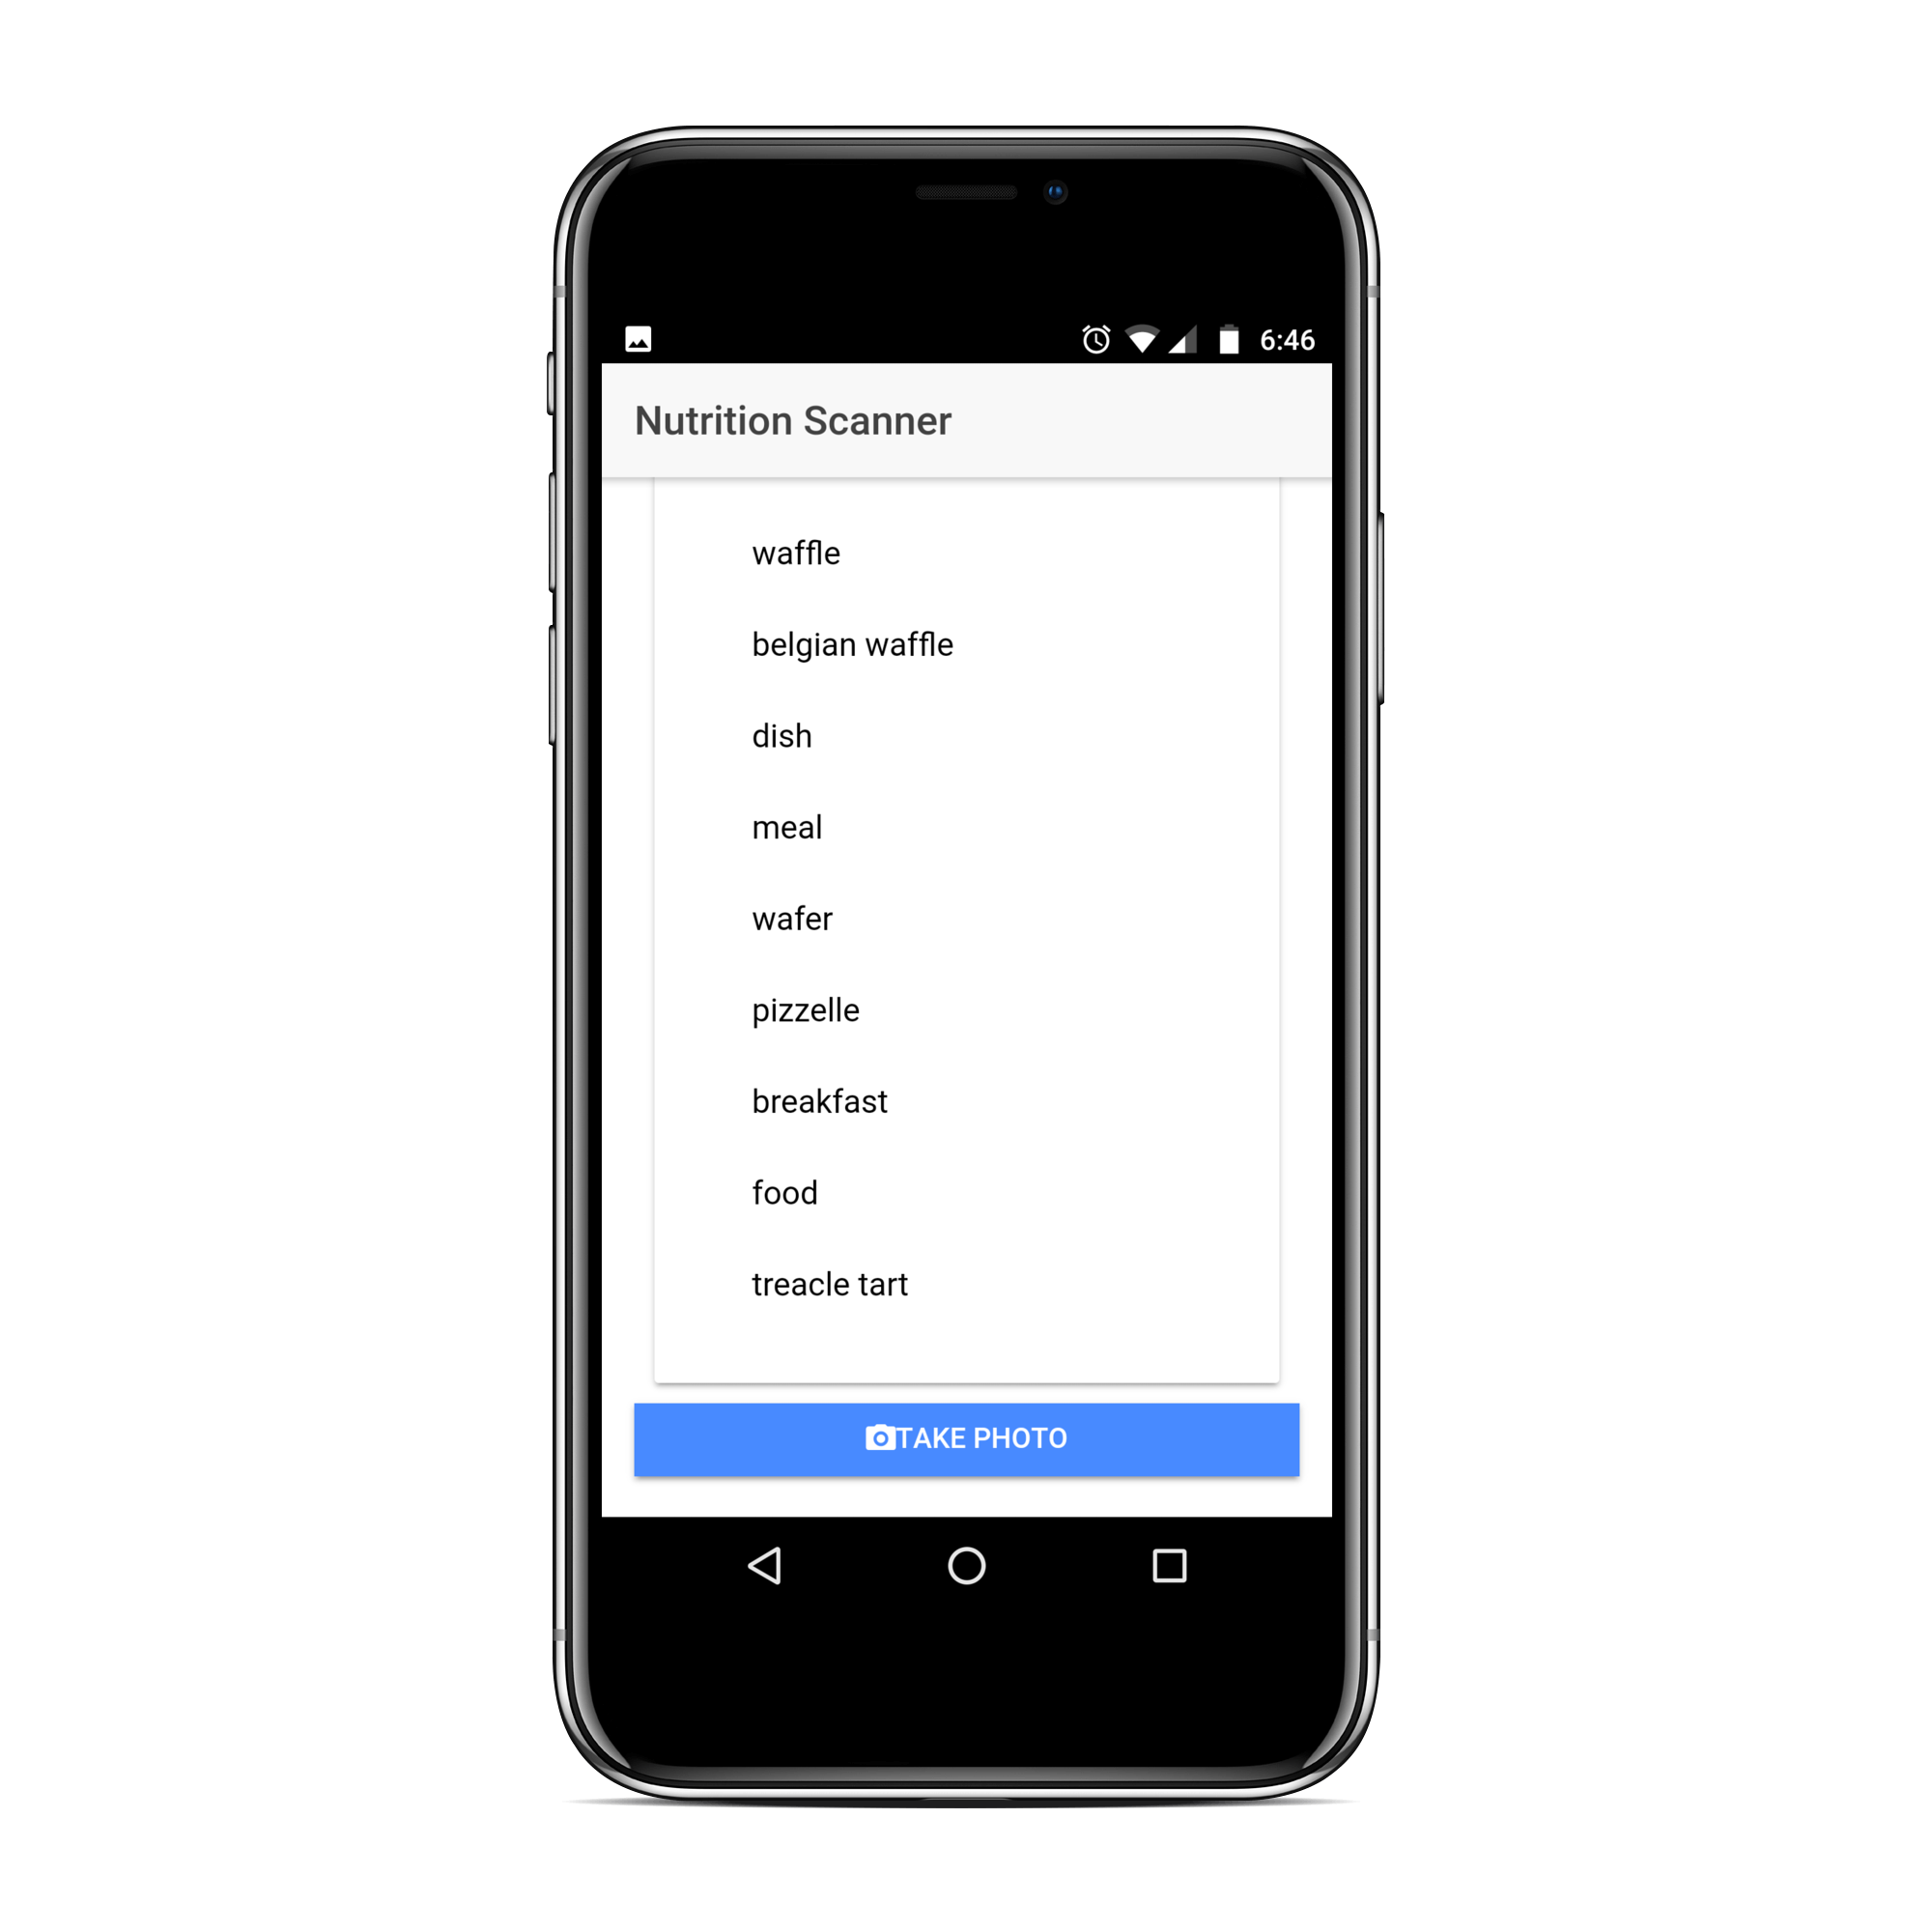 6:46
Nutrition Scanner
waffle
belgian waffle
dish
meal
wafer
pizzelle
breakfast
food
treacle tart
TAKE PHOTO